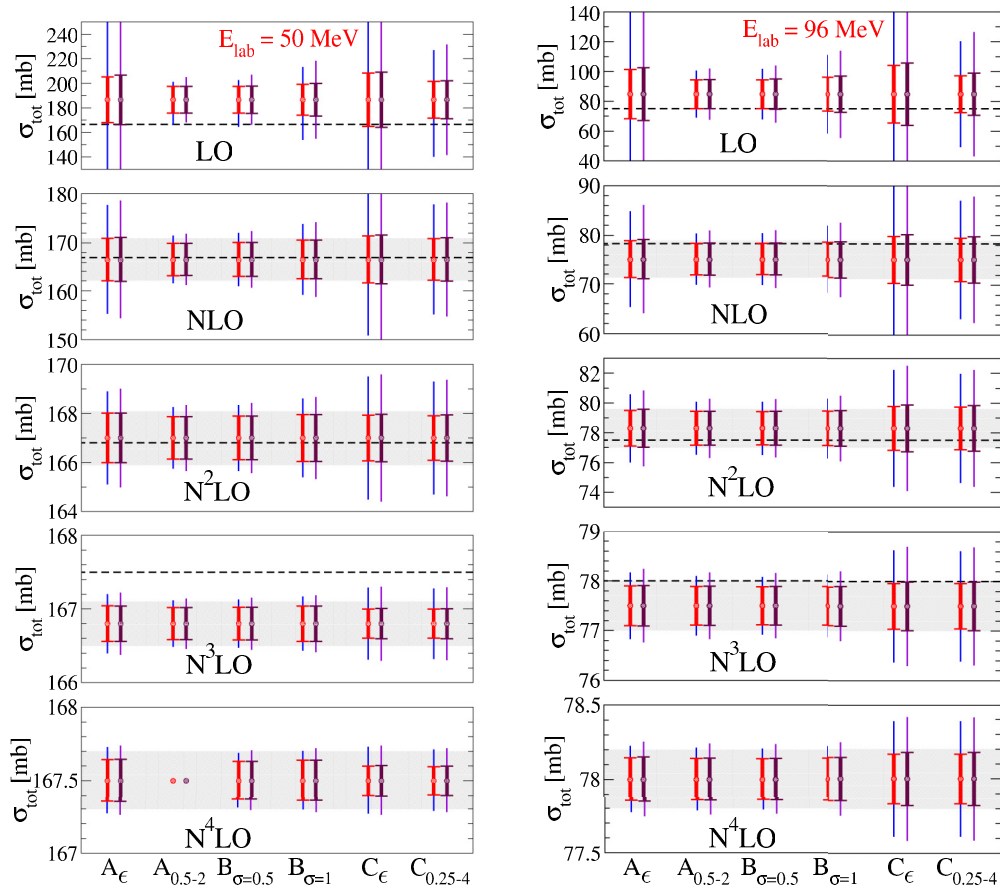 E_lab = 50 MeV
σ_tot [mb]
240
220
200
180
160
140
LO
σ_tot [mb]
180
170
160
150
NLO
σ_tot [mb]
170
168
166
164
N²LO
σ_tot [mb]
168
167
166
N³LO
σ_tot [mb]
168
167.5
167
N⁴LO
A_ϵ A_0.5-2 B_σ=0.5 B_σ=1 C_ϵ C_0.25-4
E_lab = 96 MeV
σ_tot [mb]
140
120
100
80
60
40
LO
σ_tot [mb]
90
80
70
60
NLO
σ_tot [mb]
82
80
78
76
74
N²LO
σ_tot [mb]
79
78
77
76
N³LO
σ_tot [mb]
78.5
78
77.5
N⁴LO
A_ϵ A_0.5-2 B_σ=0.5 B_σ=1 C_ϵ C_0.25-4